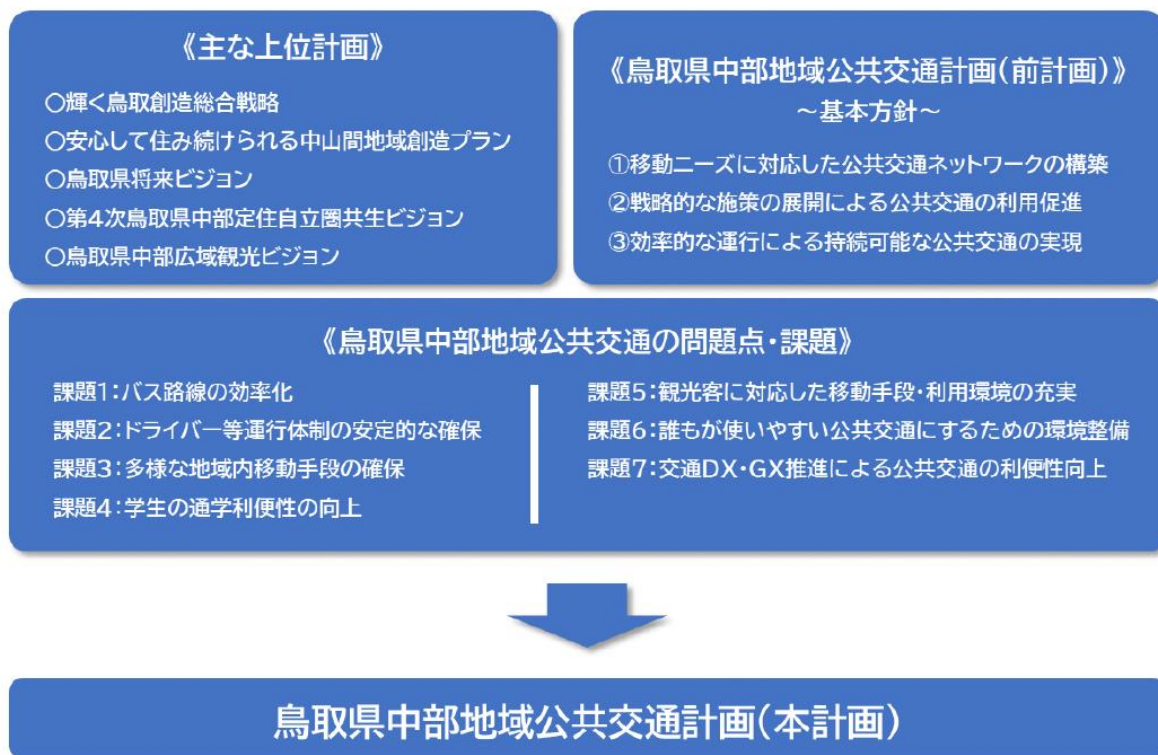 《主な上位計画》
○輝く鳥取創造総合戦略
○安心して住み続けられる中山間地域創造プラン
○鳥取県将来ビジョン
○第4次鳥取県中部定住自立圏共生ビジョン
○鳥取県中部広域観光ビジョン
《鳥取県中部地域公共交通計画(前計画)》
～基本方針～
①移動ニーズに対応した公共交通ネットワークの構築
②戦略的な施策の展開による公共交通の利用促進
③効率的な運行による持続可能な公共交通の実現
《鳥取県中部地域公共交通の問題点・課題》
課題1:バス路線の効率化
課題2:ドライバー等運行体制の安定的な確保
課題3:多様な地域内移動手段の確保
課題4:学生の通学利便性の向上
課題5:観光客に対応した移動手段・利用環境の充実
課題6:誰もが使いやすい公共交通にするための環境整備
課題7:交通DX・GX推進による公共交通の利便性向上
鳥取県中部地域公共交通計画(本計画)